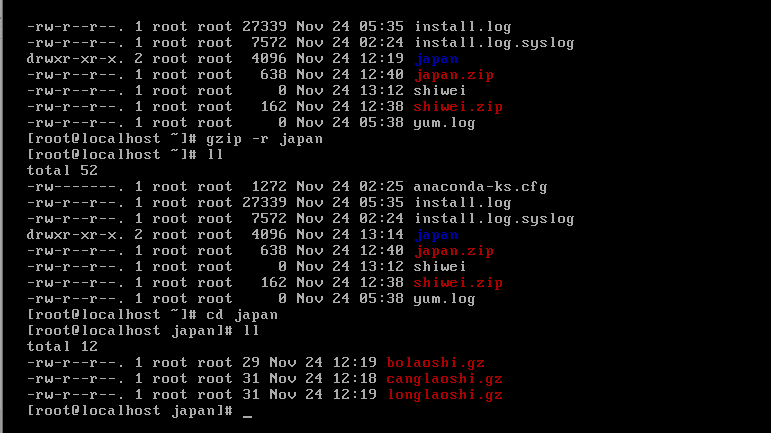 -rw-r--r--. 1 root root 27339 Nov 24 05:35 install.log
-rw-r--r--. 1 root root  7572 Nov 24 02:24 install.log.syslog
drwxr-xr-x. 2 root root  4096 Nov 24 12:19 japan
-rw-r--r--. 1 root root   638 Nov 24 12:40 japan.zip
-rw-r--r--. 1 root root     0 Nov 24 13:12 shiwei
-rw-r--r--. 1 root root   162 Nov 24 12:38 shiwei.zip
-rw-r--r--. 1 root root     0 Nov 24 05:38 yum.log
[root@localhost ~]# gzip -r japan
[root@localhost ~]# ll
total 52
-rw-------. 1 root root  1272 Nov 24 02:25 anaconda-ks.cfg
-rw-r--r--. 1 root root 27339 Nov 24 05:35 install.log
-rw-r--r--. 1 root root  7572 Nov 24 02:24 install.log.syslog
drwxr-xr-x. 2 root root  4096 Nov 24 13:14 japan
-rw-r--r--. 1 root root   638 Nov 24 12:40 japan.zip
-rw-r--r--. 1 root root     0 Nov 24 13:12 shiwei
-rw-r--r--. 1 root root   162 Nov 24 12:38 shiwei.zip
-rw-r--r--. 1 root root     0 Nov 24 05:38 yum.log
[root@localhost ~]# cd japan
[root@localhost japan]# ll
total 12
-rw-r--r--. 1 root root 29 Nov 24 12:19 bolaoshi.gz
-rw-r--r--. 1 root root 31 Nov 24 12:18 canglaoshi.gz
-rw-r--r--. 1 root root 31 Nov 24 12:19 longlaoshi.gz
[root@localhost japan]# _